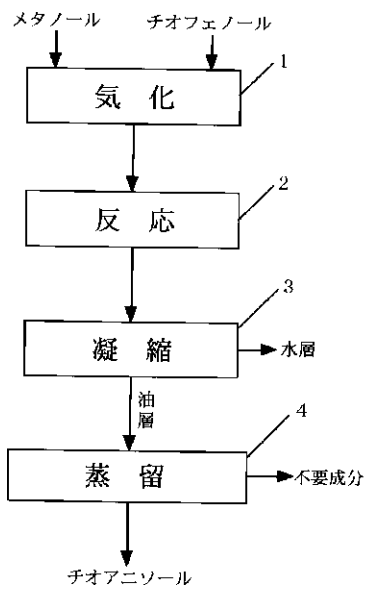 メタノール
チオフェノール
1
気化
2
反応
3
凝縮
水層
油層
4
蒸留
不要成分
チオアニソール